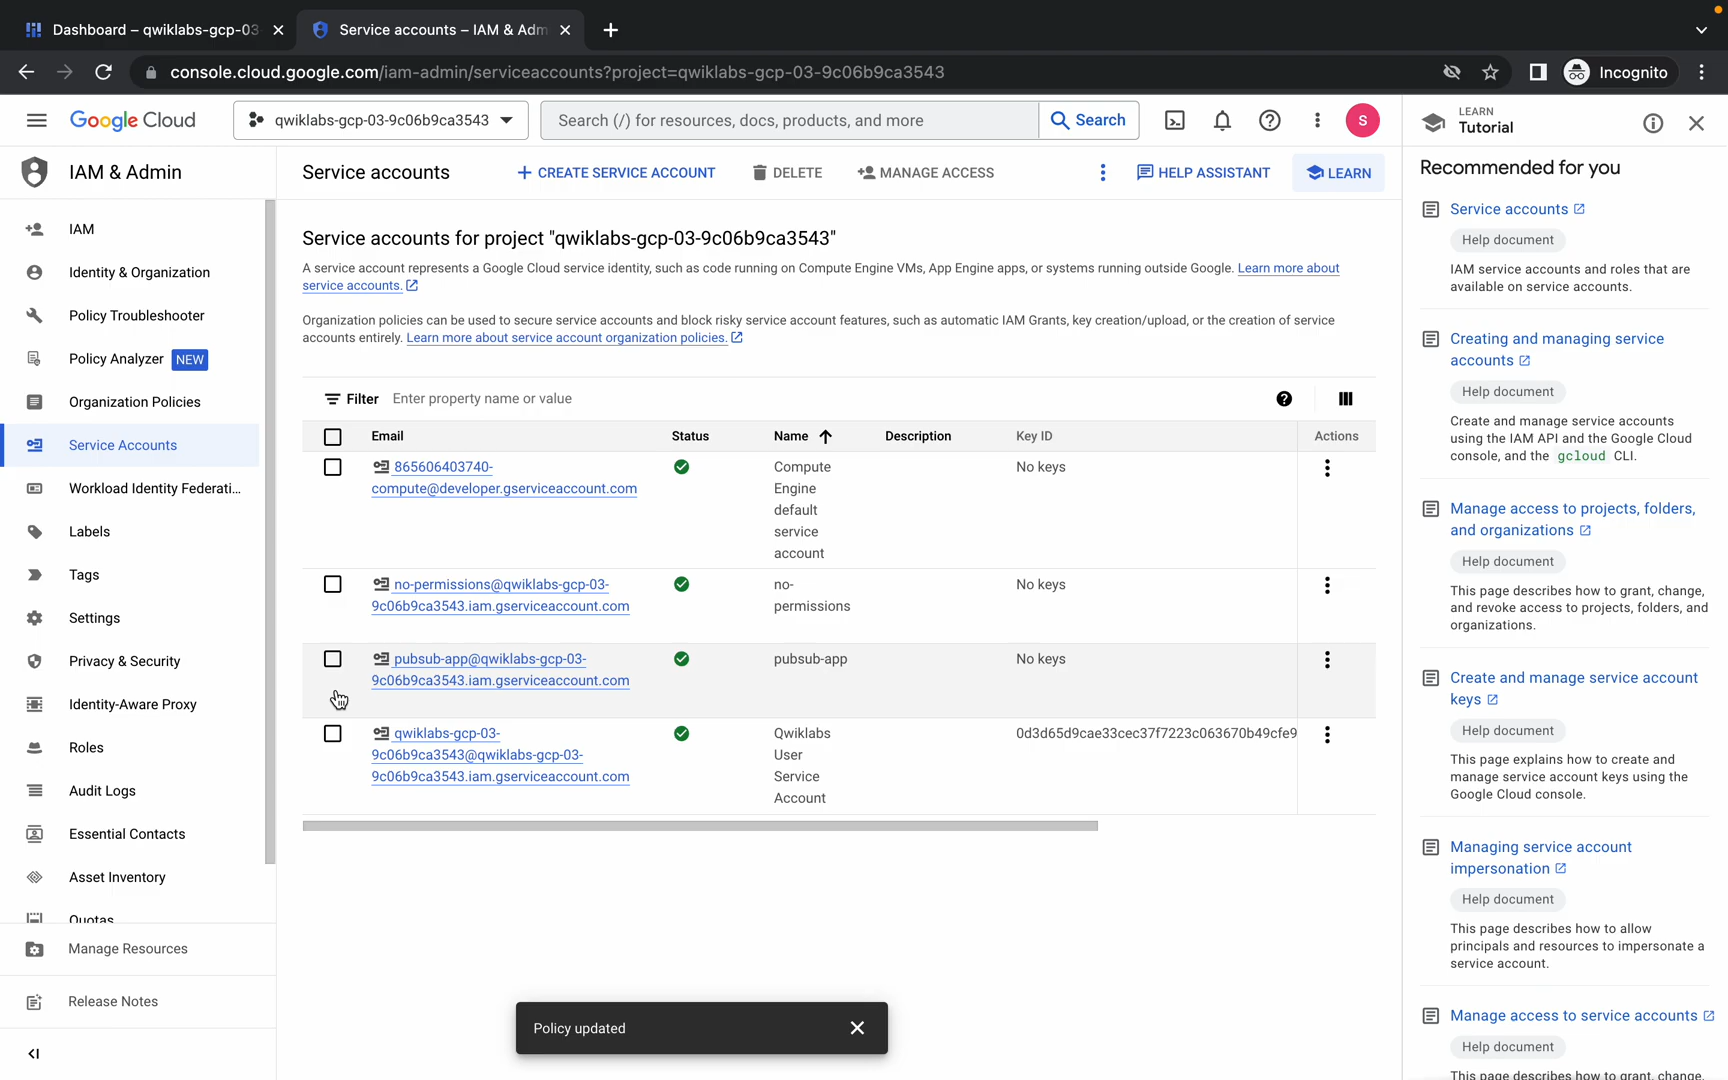 Dashboard – qwiklabs-gcp-03
Service accounts – IAM & Adm
console.cloud.google.com/iam-admin/serviceaccounts?project=qwiklabs-gcp-03-9c06b9ca3543
Incognito
Google Cloud
qwiklabs-gcp-03-9c06b9ca3543
Search (/) for resources, docs, products, and more
Search
S
LEARN
Tutorial
IAM & Admin
Service accounts
CREATE SERVICE ACCOUNT
DELETE
MANAGE ACCESS
HELP ASSISTANT
LEARN
IAM
Identity & Organization
Policy Troubleshooter
Policy Analyzer NEW
Organization Policies
Service Accounts
Workload Identity Federati...
Labels
Tags
Settings
Privacy & Security
Identity-Aware Proxy
Roles
Audit Logs
Essential Contacts
Asset Inventory
Quotas
Manage Resources
Release Notes
Service accounts for project "qwiklabs-gcp-03-9c06b9ca3543"
A service account represents a Google Cloud service identity, such as code running on Compute Engine VMs, App Engine apps, or systems running outside Google. Learn more about
service accounts.
Organization policies can be used to secure service accounts and block risky service account features, such as automatic IAM Grants, key creation/upload, or the creation of service
accounts entirely. Learn more about service account organization policies.
Filter Enter property name or value
Email Status Name Description Key ID Actions
865606403740-
compute@developer.gserviceaccount.com
Compute
Engine
default
service
account
No keys
no-permissions@qwiklabs-gcp-03-
9c06b9ca3543.iam.gserviceaccount.com
no-
permissions
No keys
pubsub-app@qwiklabs-gcp-03-
9c06b9ca3543.iam.gserviceaccount.com
pubsub-app
No keys
qwiklabs-gcp-03-
9c06b9ca3543@qwiklabs-gcp-03-
9c06b9ca3543.iam.gserviceaccount.com
Qwiklabs
User
Service
Account
0d3d65d9cae33cec37f7223c063670b49cfe9
Policy updated
Recommended for you
Service accounts
Help document
IAM service accounts and roles that are
available on service accounts.
Creating and managing service
accounts
Help document
Create and manage service accounts
using the IAM API and the Google Cloud
console, and the gcloud CLI.
Manage access to projects, folders,
and organizations
Help document
This page describes how to grant, change,
and revoke access to projects, folders, and
organizations.
Create and manage service account
keys
Help document
This page explains how to create and
manage service account keys using the
Google Cloud console.
Managing service account
impersonation
Help document
This page describes how to allow
principals and resources to impersonate a
service account.
Manage access to service accounts
Help document
This page describes how to grant, change,